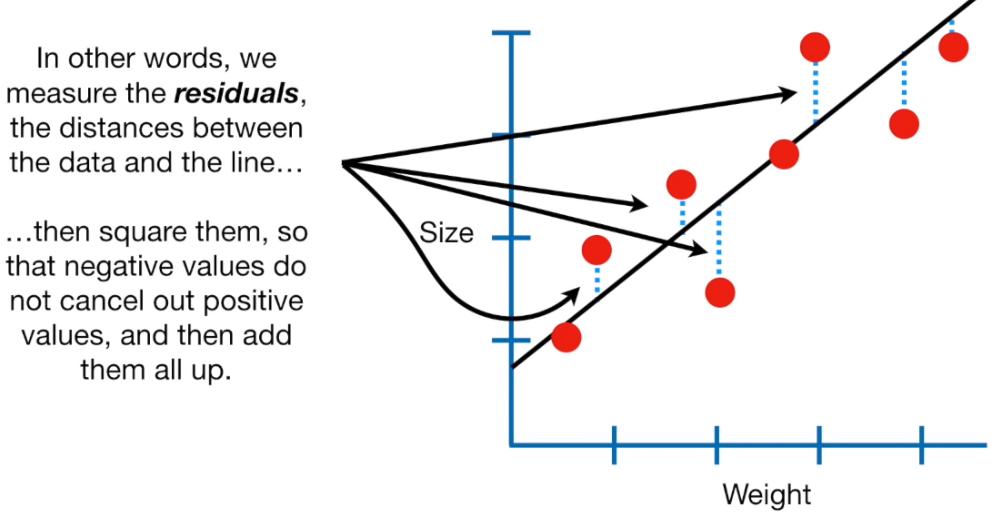 In other words, we
measure the residuals,
the distances between
the data and the line…
…then square them, so
that negative values do
not cancel out positive
values, and then add
them all up.
Size
Weight